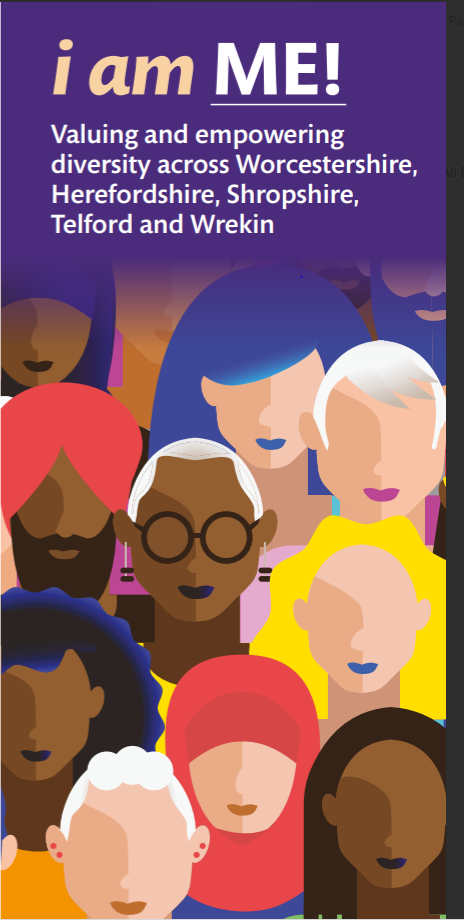 i am ME!
Valuing and empowering
diversity across Worcestershire,
Herefordshire, Shropshire,
Telford and Wrekin